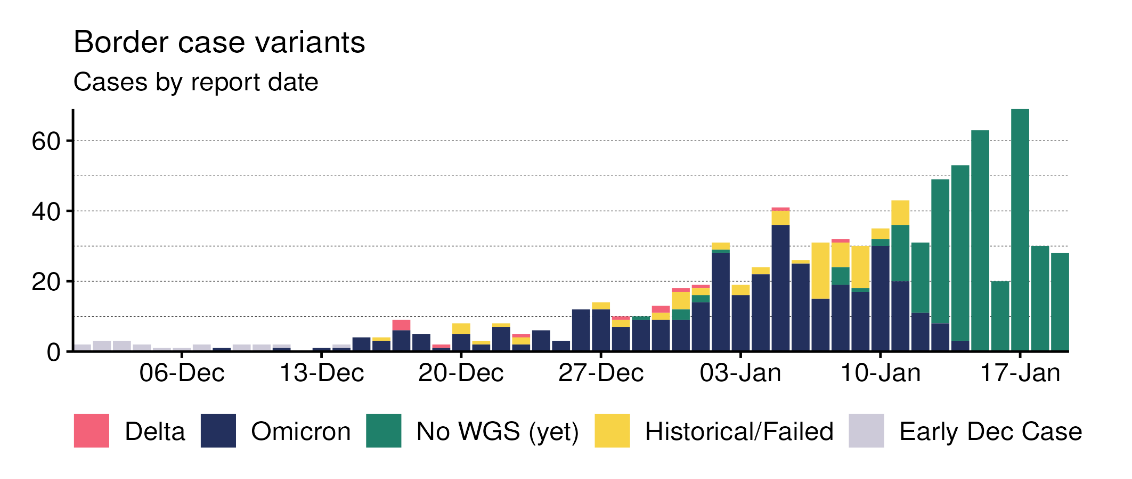 Border case variants
Cases by report date
60
40
20
0
06-Dec 13-Dec 20-Dec 27-Dec 03-Jan 10-Jan 17-Jan
Delta Omicron No WGS (yet) Historical/Failed Early Dec Case